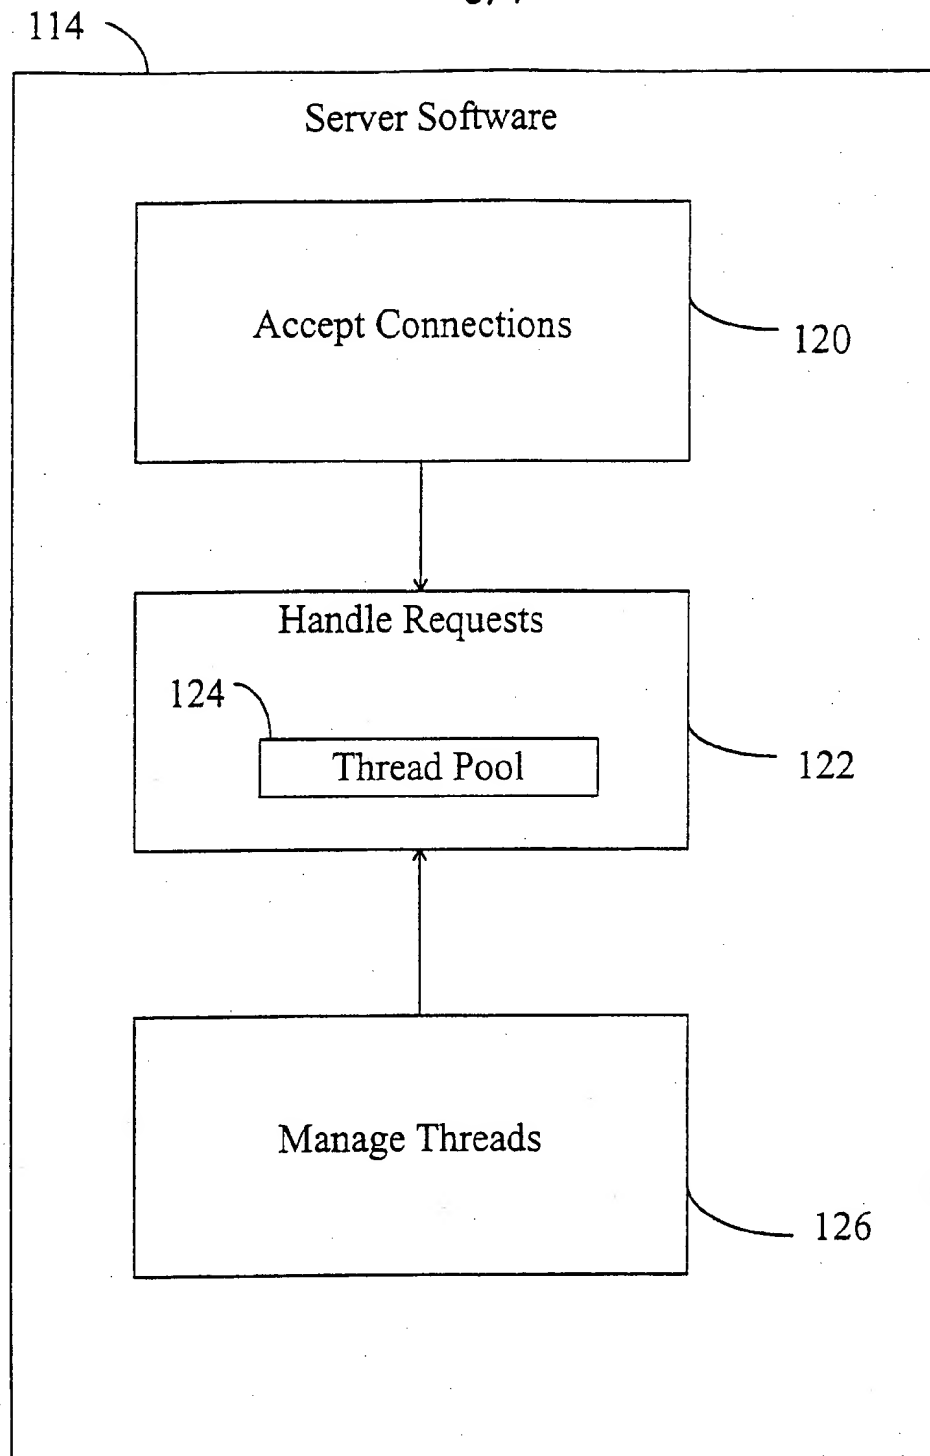 114
Server Software
Accept Connections
120
Handle Requests
124
Thread Pool
122
Manage Threads
126